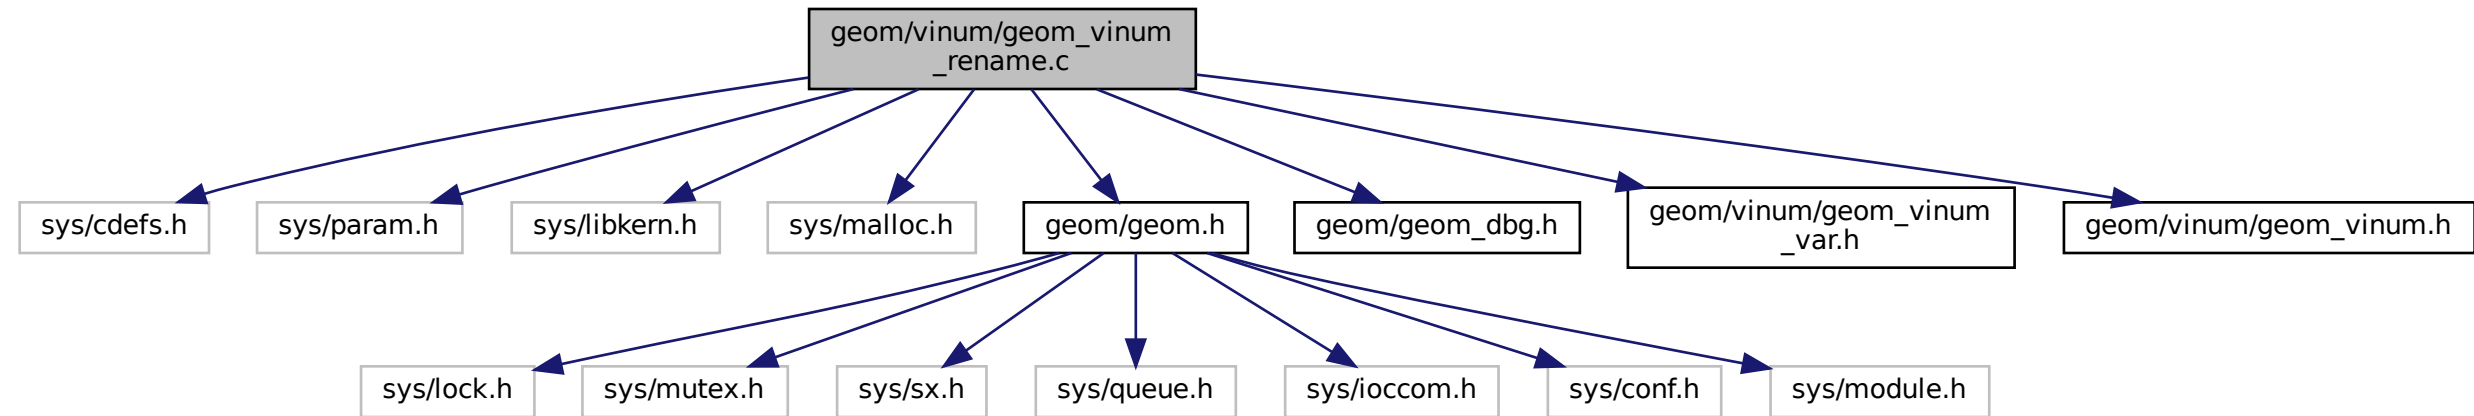 geom/vinum/geom_vinum
_rename.c
sys/cdefs.h
sys/param.h
sys/libkern.h
sys/malloc.h
geom/geom.h
geom/geom_dbg.h
geom/vinum/geom_vinum
_var.h
geom/vinum/geom_vinum.h
sys/lock.h
sys/mutex.h
sys/sx.h
sys/queue.h
sys/ioccom.h
sys/conf.h
sys/module.h